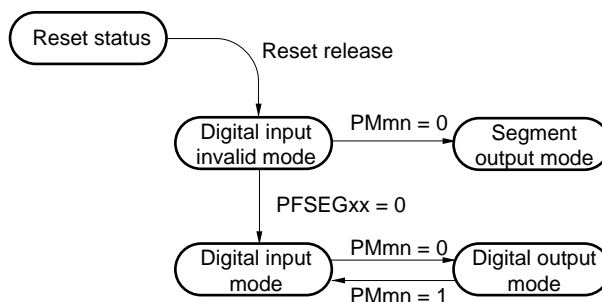 Reset status
Reset release
Digital input
invalid mode
PMmn = 0
Segment
output mode
PFSEGxx = 0
Digital input
mode
PMmn = 0
PMmn = 1
Digital output
mode